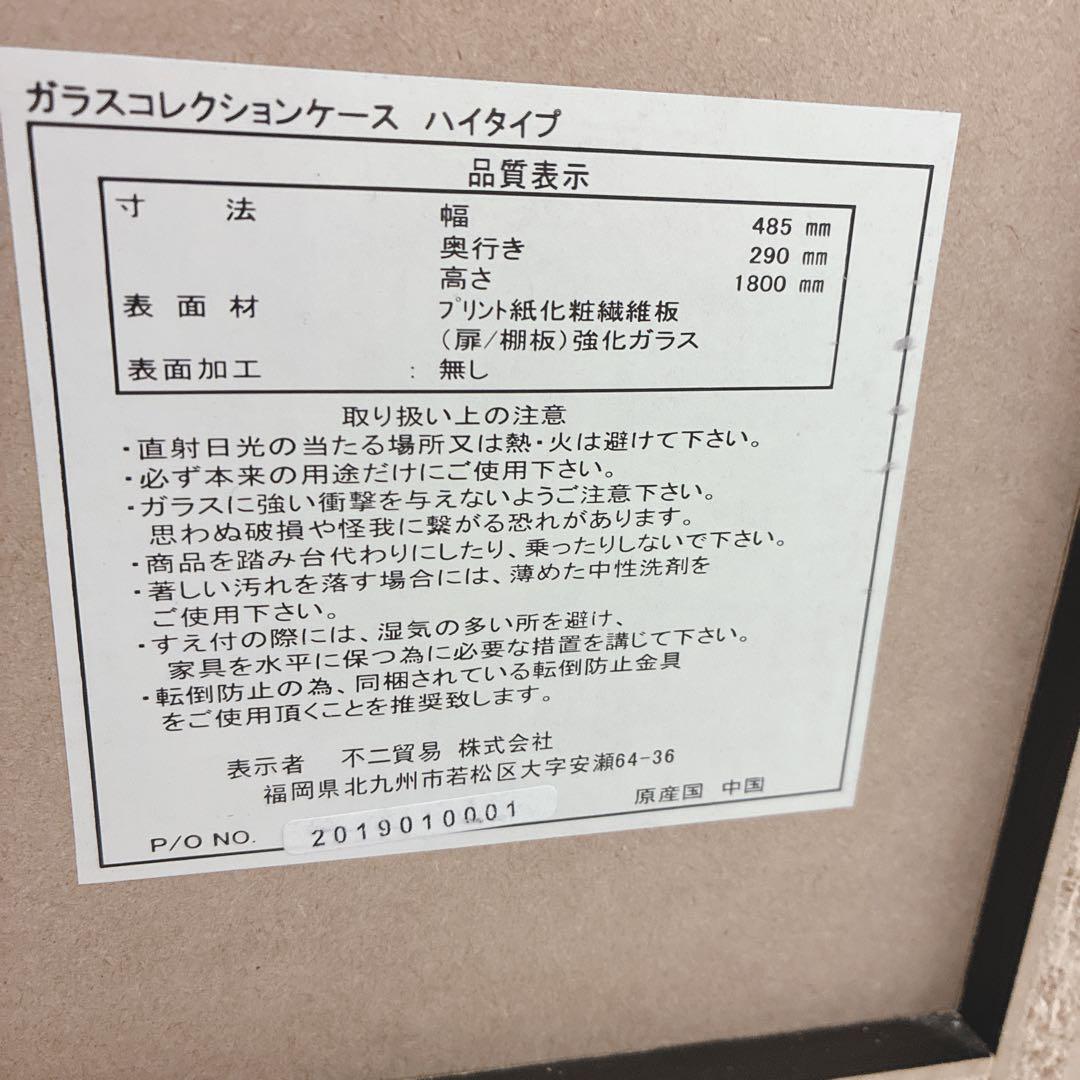 ガラスコレクションケース ハイタイプ
品質表示
寸 法 幅 485 mm
奥行き 290 mm
高さ 1800 mm
表 面 材 プリント紙化粧繊維板
（扉/棚板）強化ガラス
表面加工 : 無し
取り扱い上の注意
・直射日光の当たる場所又は熱・火は避けて下さい。
・必ず本来の用途だけにご使用下さい。
・ガラスに強い衝撃を与えないようご注意下さい。
思わぬ破損や怪我に繋がる恐れがあります。
・商品を踏み台代わりにしたり、乗ったりしないで下さい。
・著しい汚れを落す場合には、薄めた中性洗剤を
ご使用下さい。
・すえ付の際には、湿気の多い所を避け、
家具を水平に保つ為に必要な措置を講じて下さい。
・転倒防止の為、同梱されている転倒防止金具
をご使用頂くことを推奨致します。
表示者 不二貿易 株式会社
福岡県北九州市若松区大字安瀬64-36
原産国 中国
P/O NO. 2019010001